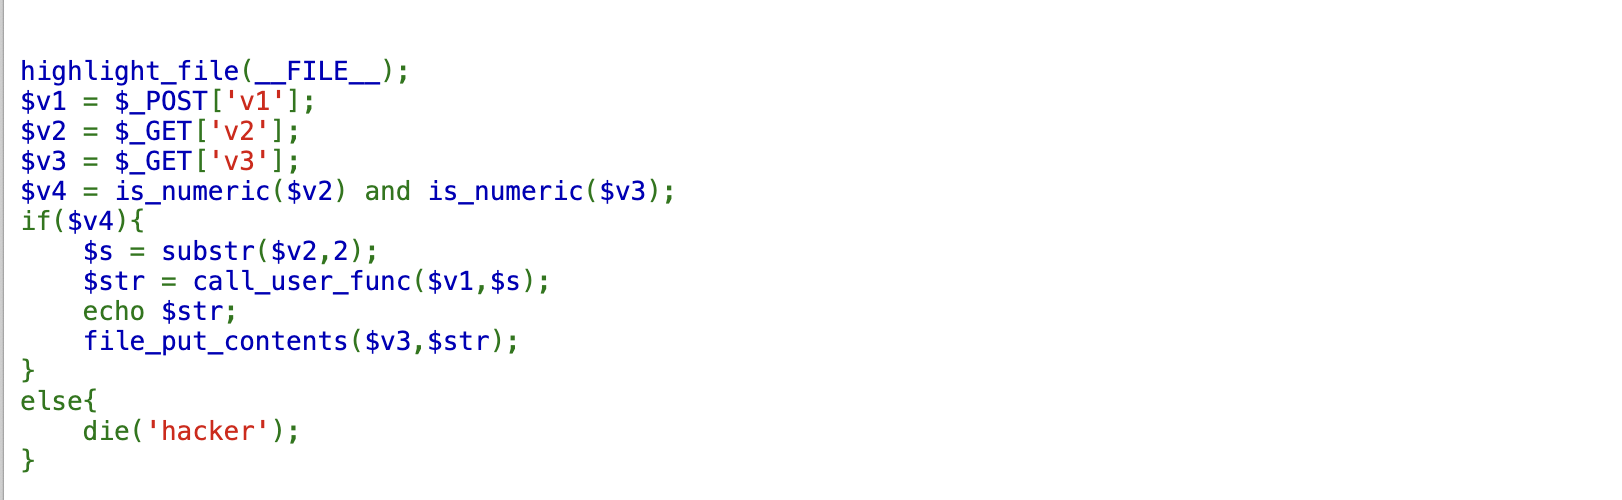 highlight_file(__FILE__);
$v1 = $_POST['v1'];
$v2 = $_GET['v2'];
$v3 = $_GET['v3'];
$v4 = is_numeric($v2) and is_numeric($v3);
if($v4){
    $s = substr($v2,2);
    $str = call_user_func($v1,$s);
    echo $str;
    file_put_contents($v3,$str);
}
else{
    die('hacker');
}